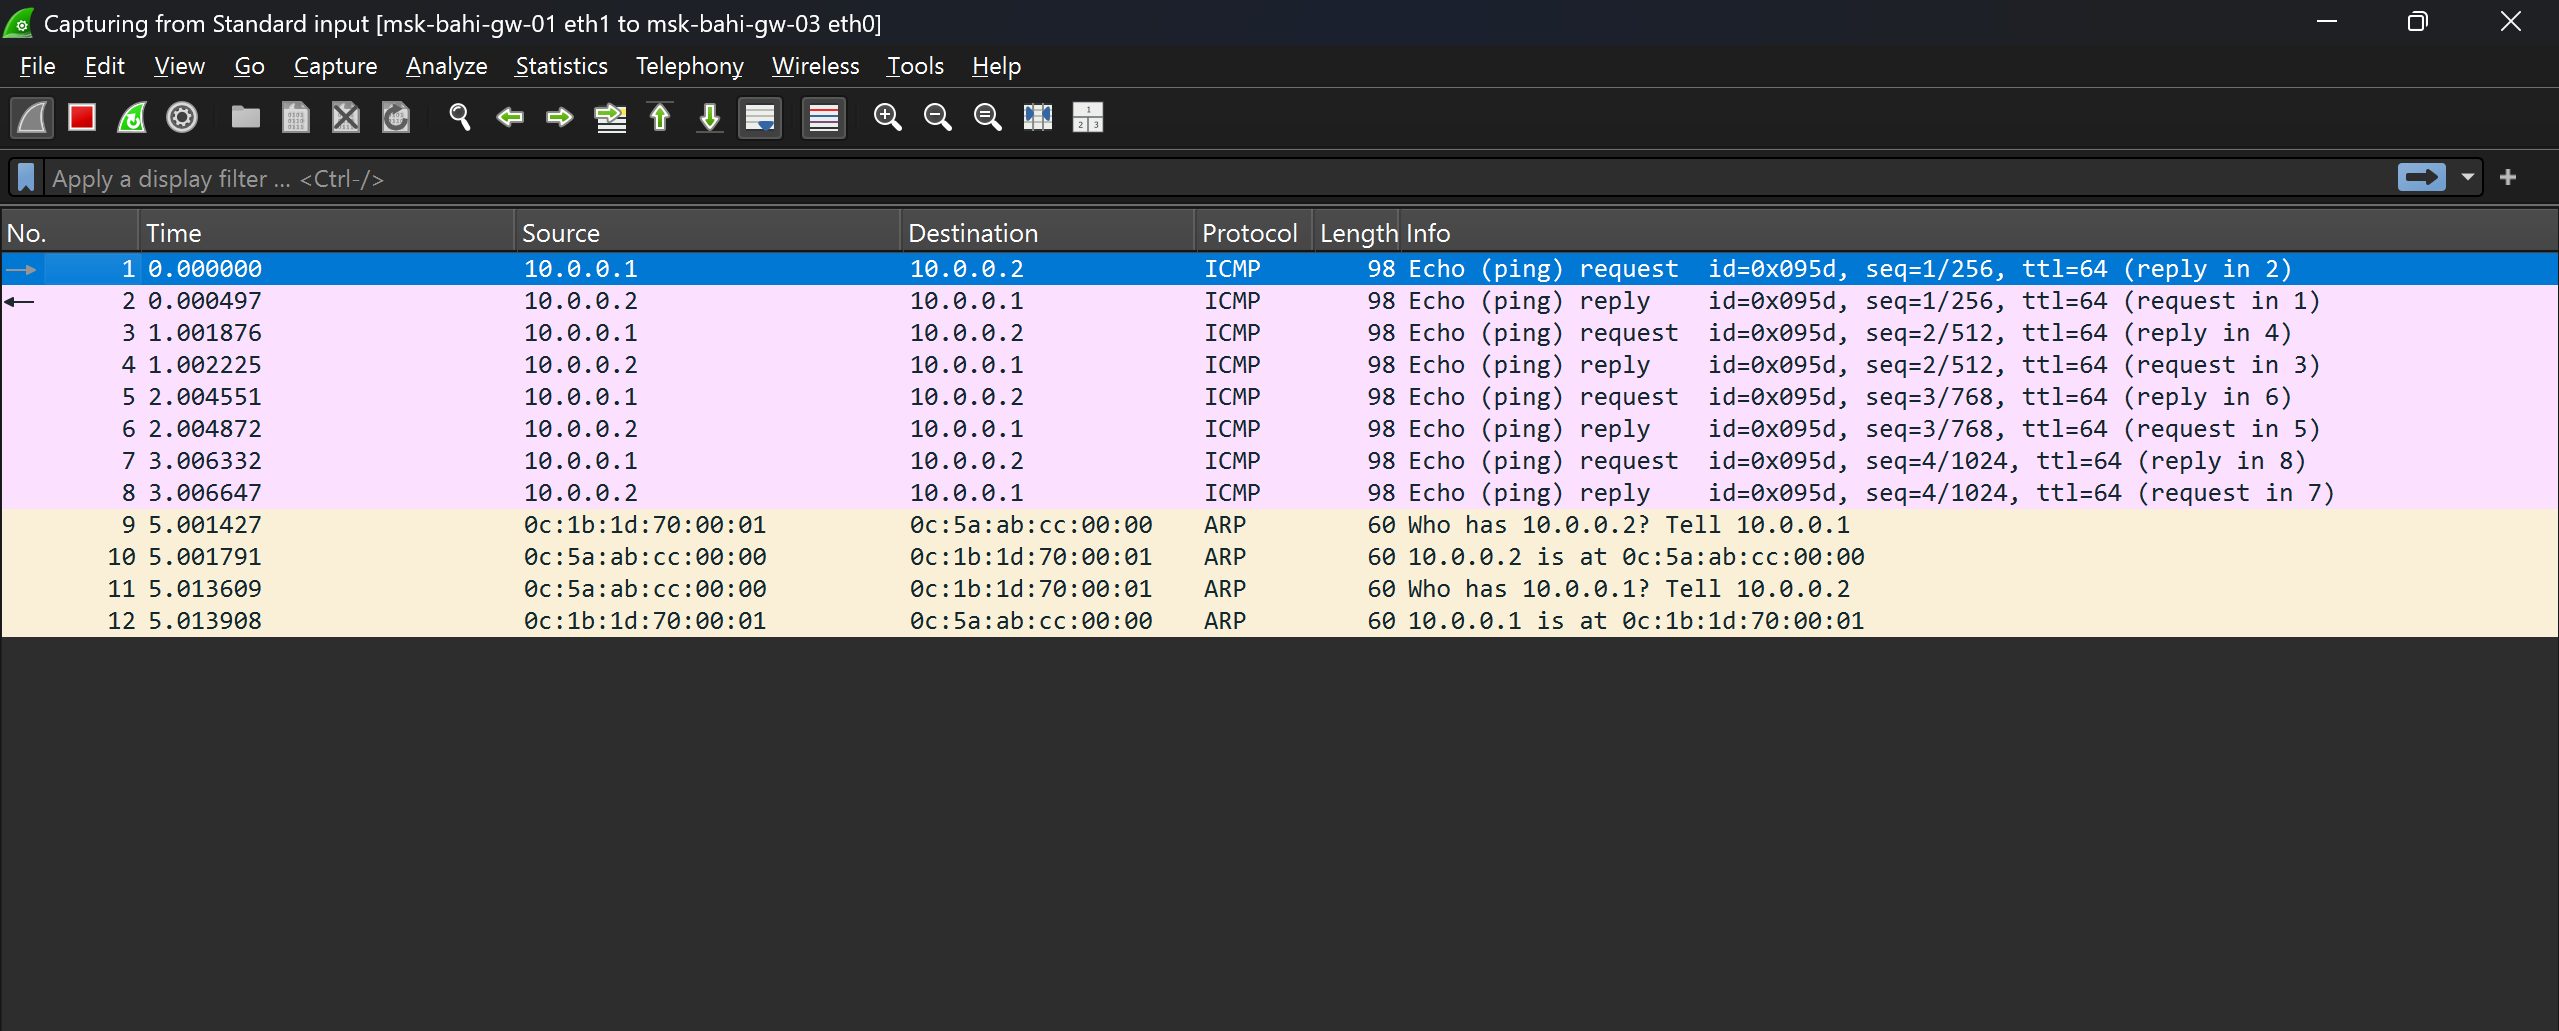 Capturing from Standard input [msk-bahi-gw-01 eth1 to msk-bahi-gw-03 eth0]
File Edit View Go Capture Analyze Statistics Telephony Wireless Tools Help
Apply a display filter ... <Ctrl-/>
No. Time Source Destination Protocol Length Info
1 0.000000 10.0.0.1 10.0.0.2 ICMP 98 Echo (ping) request id=0x095d, seq=1/256, ttl=64 (reply in 2)
2 0.000497 10.0.0.2 10.0.0.1 ICMP 98 Echo (ping) reply id=0x095d, seq=1/256, ttl=64 (request in 1)
3 1.001876 10.0.0.1 10.0.0.2 ICMP 98 Echo (ping) request id=0x095d, seq=2/512, ttl=64 (reply in 4)
4 1.002225 10.0.0.2 10.0.0.1 ICMP 98 Echo (ping) reply id=0x095d, seq=2/512, ttl=64 (request in 3)
5 2.004551 10.0.0.1 10.0.0.2 ICMP 98 Echo (ping) request id=0x095d, seq=3/768, ttl=64 (reply in 6)
6 2.004872 10.0.0.2 10.0.0.1 ICMP 98 Echo (ping) reply id=0x095d, seq=3/768, ttl=64 (request in 5)
7 3.006332 10.0.0.1 10.0.0.2 ICMP 98 Echo (ping) request id=0x095d, seq=4/1024, ttl=64 (reply in 8)
8 3.006647 10.0.0.2 10.0.0.1 ICMP 98 Echo (ping) reply id=0x095d, seq=4/1024, ttl=64 (request in 7)
9 5.001427 0c:1b:1d:70:00:01 0c:5a:ab:cc:00:00 ARP 60 Who has 10.0.0.2? Tell 10.0.0.1
10 5.001791 0c:5a:ab:cc:00:00 0c:1b:1d:70:00:01 ARP 60 10.0.0.2 is at 0c:5a:ab:cc:00:00
11 5.013609 0c:5a:ab:cc:00:00 0c:1b:1d:70:00:01 ARP 60 Who has 10.0.0.1? Tell 10.0.0.2
12 5.013908 0c:1b:1d:70:00:01 0c:5a:ab:cc:00:00 ARP 60 10.0.0.1 is at 0c:1b:1d:70:00:01